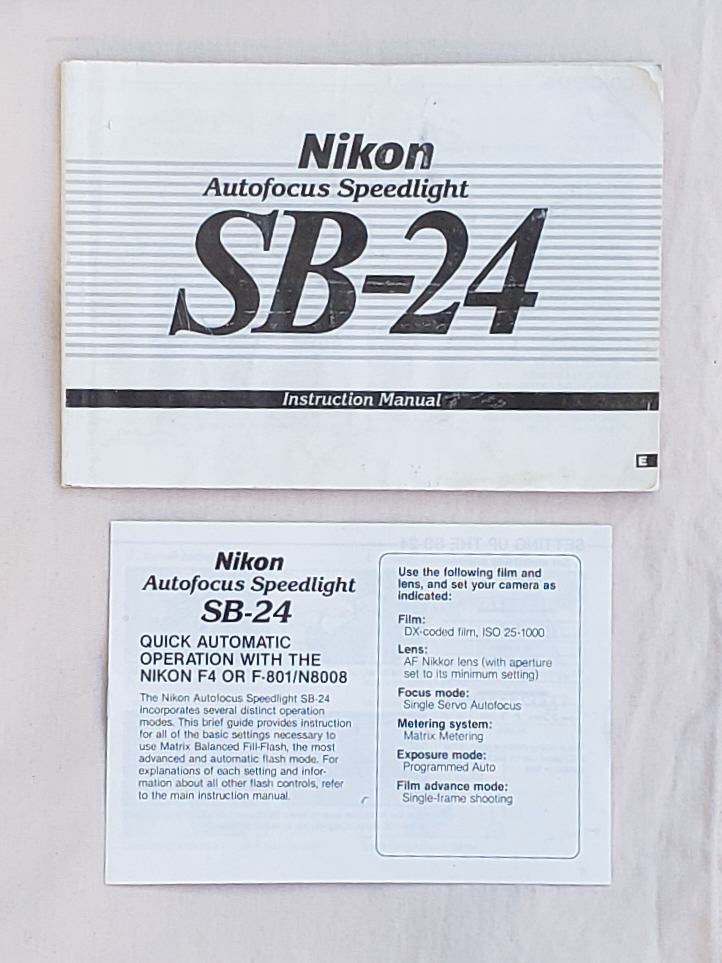 Nikon
Autofocus Speedlight
SB-24
Instruction Manual
E
Nikon
Autofocus Speedlight
SB-24
QUICK AUTOMATIC
OPERATION WITH THE
NIKON F4 OR F-801/N8008
The Nikon Autofocus Speedlight SB-24
incorporates several distinct operation
modes. This brief guide provides instruction
for all of the basic settings necessary to
use Matrix Balanced Fill-Flash, the most
advanced and automatic flash mode. For
explanations of each setting and infor-
mation about all other flash controls, refer
to the main instruction manual.
Use the following film and
lens, and set your camera as
indicated:
Film:
DX-coded film, ISO 25-1000
Lens:
AF Nikkor lens (with aperture
set to its minimum setting)
Focus mode:
Single Servo Autofocus
Metering system:
Matrix Metering
Exposure mode:
Programmed Auto
Film advance mode:
Single-frame shooting
SETTING UP THE SB-24